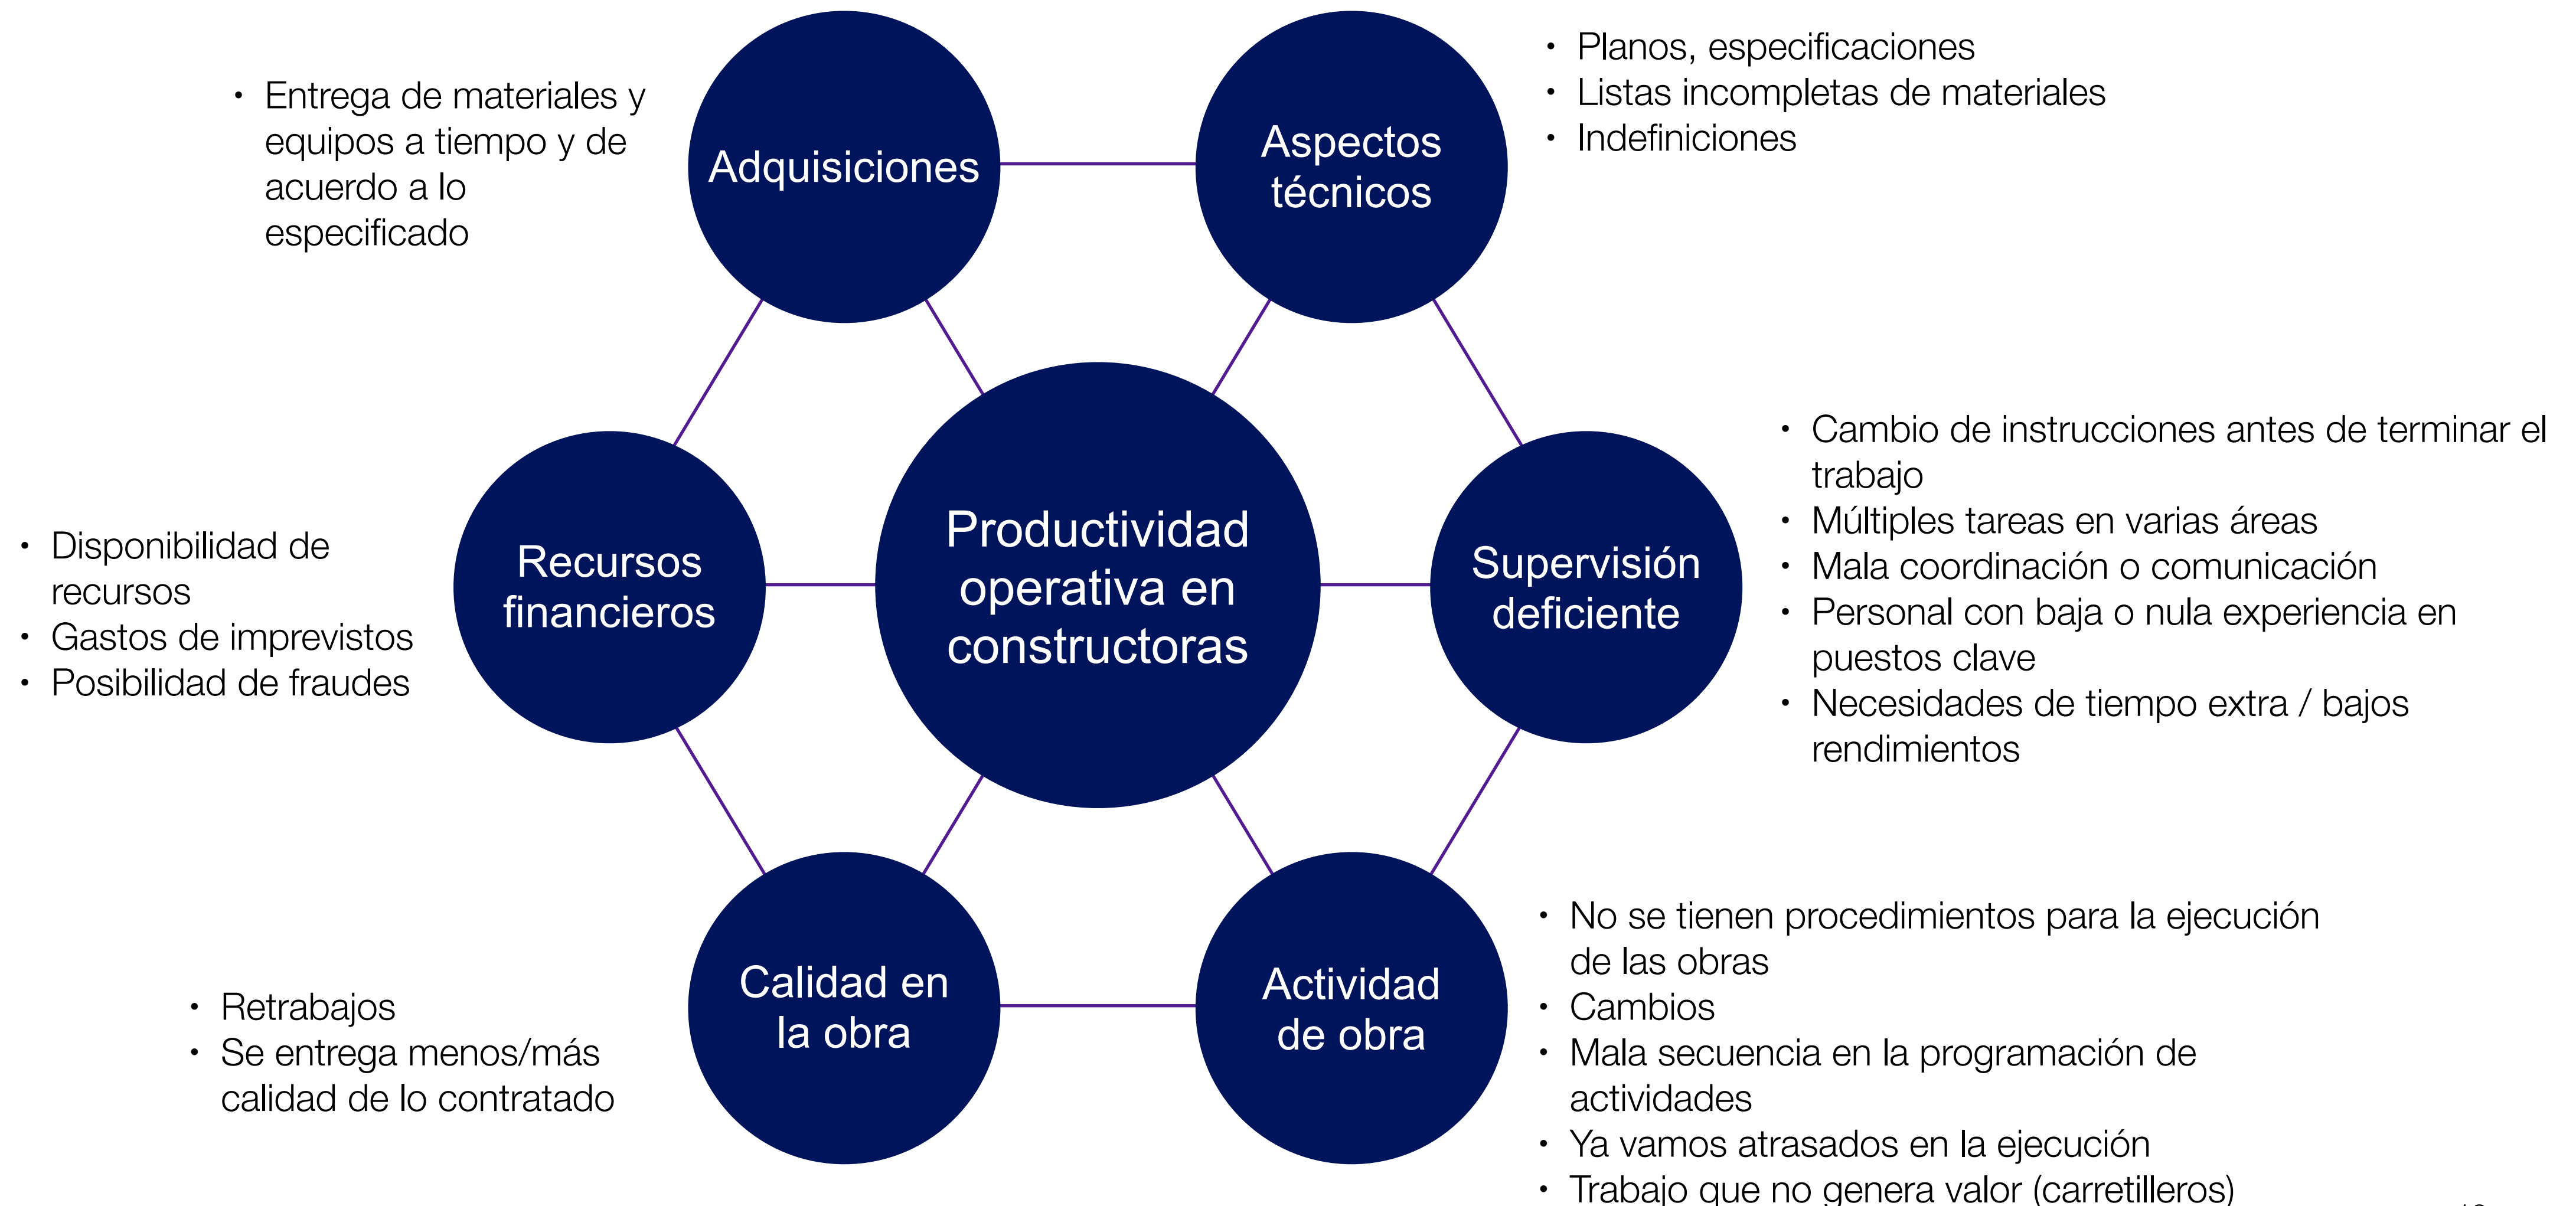 • Entrega de materiales y
equipos a tiempo y de
acuerdo a lo
especificado
Adquisiciones
Aspectos
técnicos
• Planos, especificaciones
• Listas incompletas de materiales
• Indefiniciones
• Disponibilidad de
recursos
• Gastos de imprevistos
• Posibilidad de fraudes
Recursos
financieros
Productividad
operativa en
constructoras
Supervisión
deficiente
• Cambio de instrucciones antes de terminar el
trabajo
• Múltiples tareas en varias áreas
• Mala coordinación o comunicación
• Personal con baja o nula experiencia en
puestos clave
• Necesidades de tiempo extra / bajos
rendimientos
• Retrabajos
• Se entrega menos/más
calidad de lo contratado
Calidad en
la obra
Actividad
de obra
• No se tienen procedimientos para la ejecución
de las obras
• Cambios
• Mala secuencia en la programación de
actividades
• Ya vamos atrasados en la ejecución
• Trabajo que no genera valor (carretilleros)